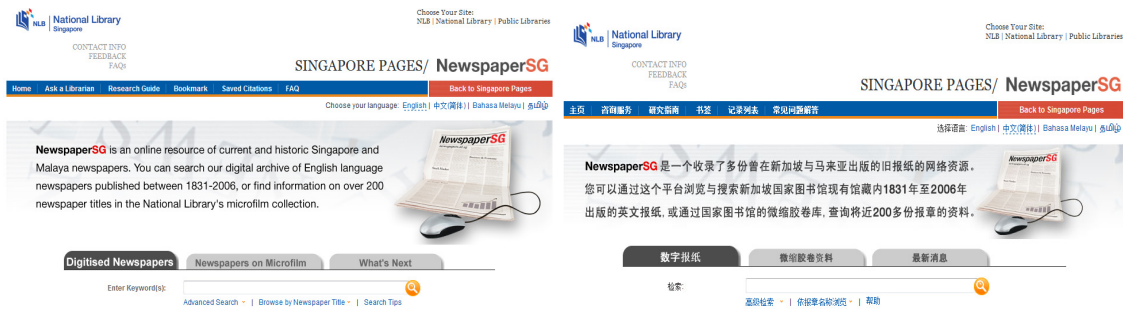 NLB National Library
Singapore
Choose Your Site:
NLB | National Library | Public Libraries
CONTACT INFO
FEEDBACK
FAQs
SINGAPORE PAGES/ NewspaperSG
Home | Ask a Librarian | Research Guide | Bookmark | Saved Citations | FAQ
Back to Singapore Pages
Choose your language: English | 中文(简体) | Bahasa Melayu | தமிழ்
NewspaperSG is an online resource of current and historic Singapore and
Malaya newspapers. You can search our digital archive of English language
newspapers published between 1831-2006, or find information on over 200
newspaper titles in the National Library's microfilm collection.
NewspaperSG
Digitised Newspapers
Newspapers on Microfilm
What's Next
Enter Keyword(s):
Advanced Search | Browse by Newspaper Title | Search Tips
NLB National Library
Singapore
Choose Your Site:
NLB | National Library | Public Libraries
CONTACT INFO
FEEDBACK
FAQs
SINGAPORE PAGES/ NewspaperSG
主页 | 咨询服务 | 研究指南 | 书签 | 记录列表 | 常见问题解答
Back to Singapore Pages
选择语言: English | 中文(简体) | Bahasa Melayu | தமிழ்
NewspaperSG 是一个收录了多份曾在新加坡与马来亚出版的旧报纸的网络资源。
您可以通过这个平台浏览与搜索新加坡国家图书馆现有馆藏内1831年至2006年
出版的英文报纸, 或通过国家图书馆的微缩胶卷库, 查询将近200多份报章的资料。
NewspaperSG
数字报纸
微缩胶卷资料
最新消息
检索:
高级检索 | 依报章名称浏览 | 帮助